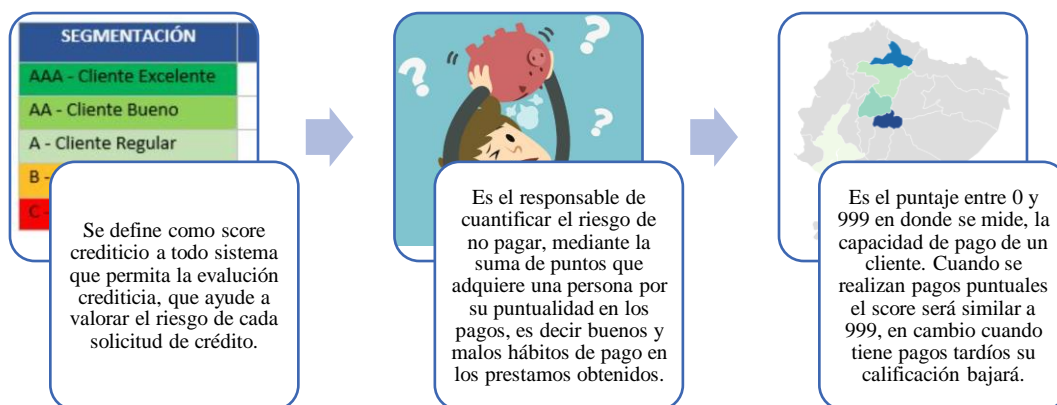 SEGMENTACIÓN
AAA - Cliente Excelente
AA - Cliente Bueno
A - Cliente Regular
B -
C -
Se define como score
crediticio a todo sistema
que permita la evalución
crediticia, que ayude a
valorar el riesgo de cada
solicitud de crédito.
? ? ? ?
Es el responsable de
cuantificar el riesgo de
no pagar, mediante la
suma de puntos que
adquiere una persona por
su puntualidad en los
pagos, es decir buenos y
malos hábitos de pago en
los prestamos obtenidos.
Es el puntaje entre 0 y
999 en donde se mide, la
capacidad de pago de un
cliente. Cuando se
realizan pagos puntuales
el score será similar a
999, en cambio cuando
tiene pagos tardíos su
calificación bajará.